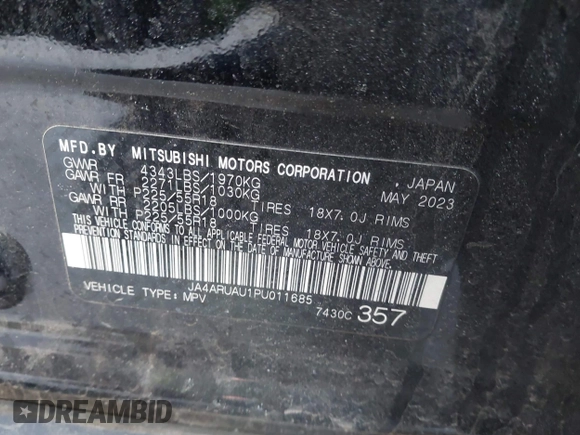 MFD.BY MITSUBISHI MOTORS CORPORATION , JAPAN
GVWR 4343LBS/1970KG MAY 2023
GAWR FR 2271LBS/1030KG
WITH P225/55R18 TIRES 18X7.0J RIMS
GAWR RR 2205LBS/1000KG
WITH P225/55R18 TIRES 18X7.0J RIMS
THIS VEHICLE CONFORMS TO ALL APPLICABLE FEDERAL MOTOR VEHICLE SAFETY AND
THEFT PREVENTION STANDARDS IN EFFECT ON THE DATE OF MANUFACTURE SHOWN ABOVE.
JA4ARUAU1PU011685
VEHICLE TYPE: MPV
7430C 357
DREAMBID